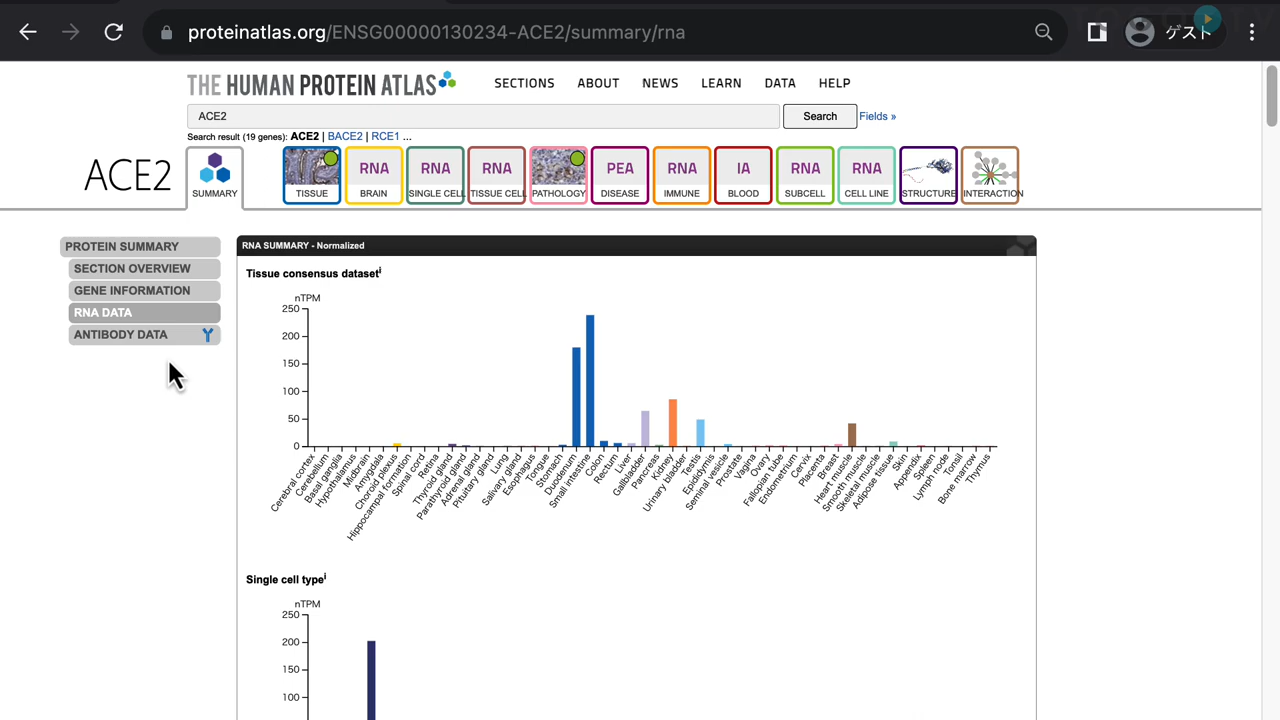 proteinatlas.org/ENSG00000130234-ACE2/summary/rna
ゲスト
THE HUMAN PROTEIN ATLAS
SECTIONS ABOUT NEWS LEARN DATA HELP
ACE2
Search
Fields »
Search result (19 genes): ACE2 | BACE2 | RCE1 ...
ACE2
SUMMARY
TISSUE
RNA
BRAIN
RNA
SINGLE CELL
RNA
TISSUE CELL
PATHOLOGY
PEA
DISEASE
RNA
IMMUNE
IA
BLOOD
RNA
SUBCELL
RNA
CELL LINE
STRUCTURE
INTERACTION
PROTEIN SUMMARY
SECTION OVERVIEW
GENE INFORMATION
RNA DATA
ANTIBODY DATA
RNA SUMMARY - Normalized
Tissue consensus dataset i
nTPM
250
200
150
100
50
0
Cerebral cortex
Cerebellum
Basal ganglia
Hypothalamus
Midbrain
Amygdala
Choroid plexus
Hippocampal formation
Spinal cord
Retina
Thyroid gland
Parathyroid gland
Adrenal gland
Pituitary gland
Lung
Salivary gland
Esophagus
Tongue
Stomach
Duodenum
Small intestine
Colon
Rectum
Liver
Gallbladder
Pancreas
Kidney
Urinary bladder
Testis
Epididymis
Seminal vesicle
Prostate
Vagina
Ovary
Fallopian tube
Endometrium
Cervix
Placenta
Breast
Heart muscle
Smooth muscle
Skeletal muscle
Adipose tissue
Skin
Appendix
Spleen
Lymph node
Tonsil
Bone marrow
Thymus
Single cell type i
nTPM
250
200
150
100